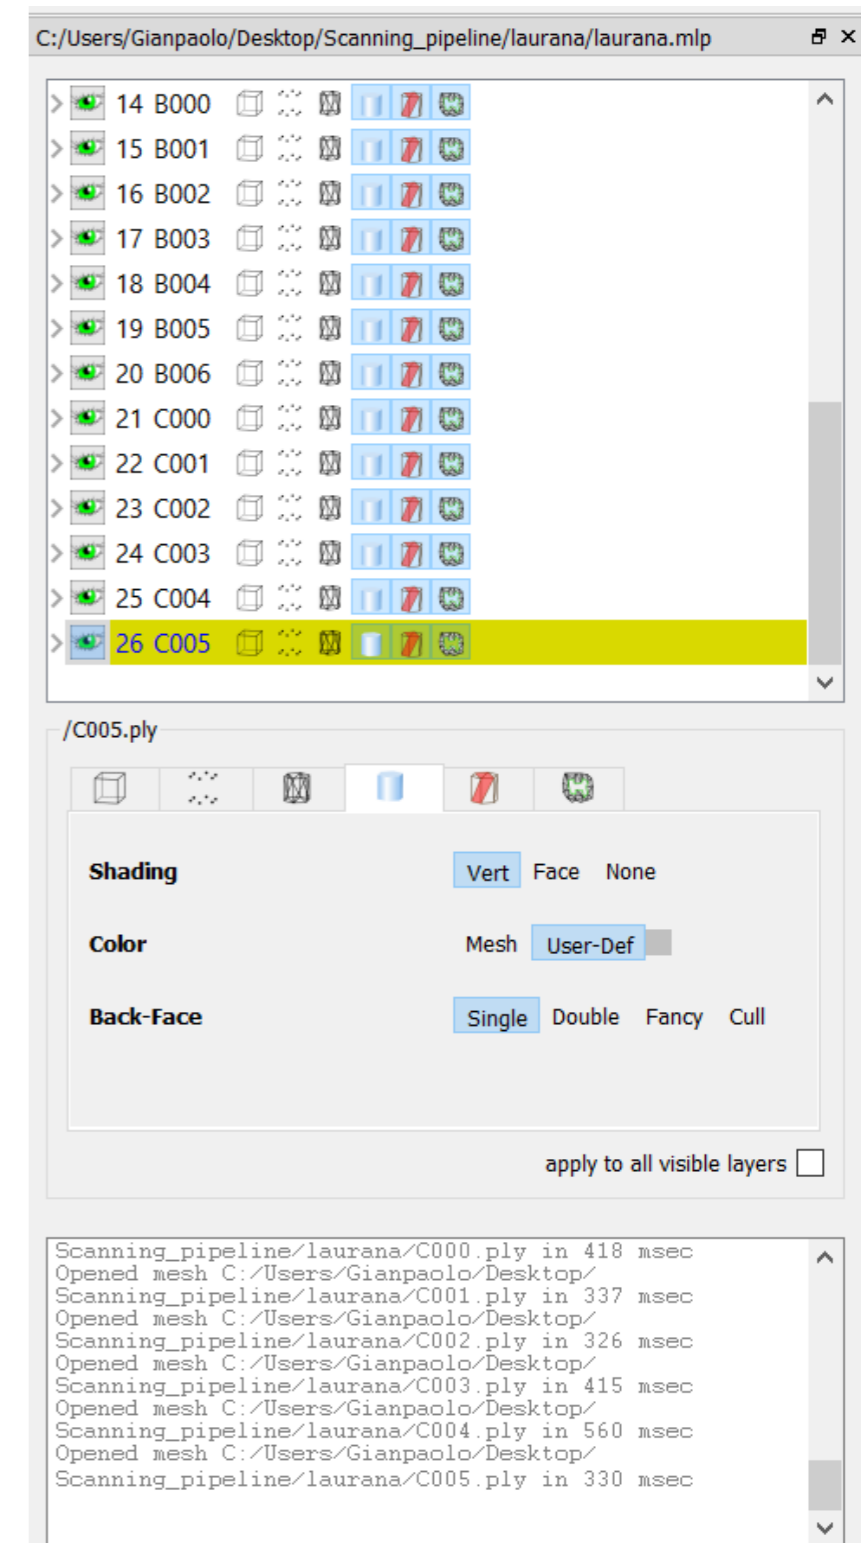 C:/Users/Gianpaolo/Desktop/Scanning_pipeline/laurana/laurana.mlp
14 B000
15 B001
16 B002
17 B003
18 B004
19 B005
20 B006
21 C000
22 C001
23 C002
24 C003
25 C004
26 C005
/C005.ply
Shading Vert Face None
Color Mesh User-Def
Back-Face Single Double Fancy Cull
apply to all visible layers
Scanning_pipeline/laurana/C000.ply in 418 msec
Opened mesh C:/Users/Gianpaolo/Desktop/
Scanning_pipeline/laurana/C001.ply in 337 msec
Opened mesh C:/Users/Gianpaolo/Desktop/
Scanning_pipeline/laurana/C002.ply in 326 msec
Opened mesh C:/Users/Gianpaolo/Desktop/
Scanning_pipeline/laurana/C003.ply in 415 msec
Opened mesh C:/Users/Gianpaolo/Desktop/
Scanning_pipeline/laurana/C004.ply in 560 msec
Opened mesh C:/Users/Gianpaolo/Desktop/
Scanning_pipeline/laurana/C005.ply in 330 msec